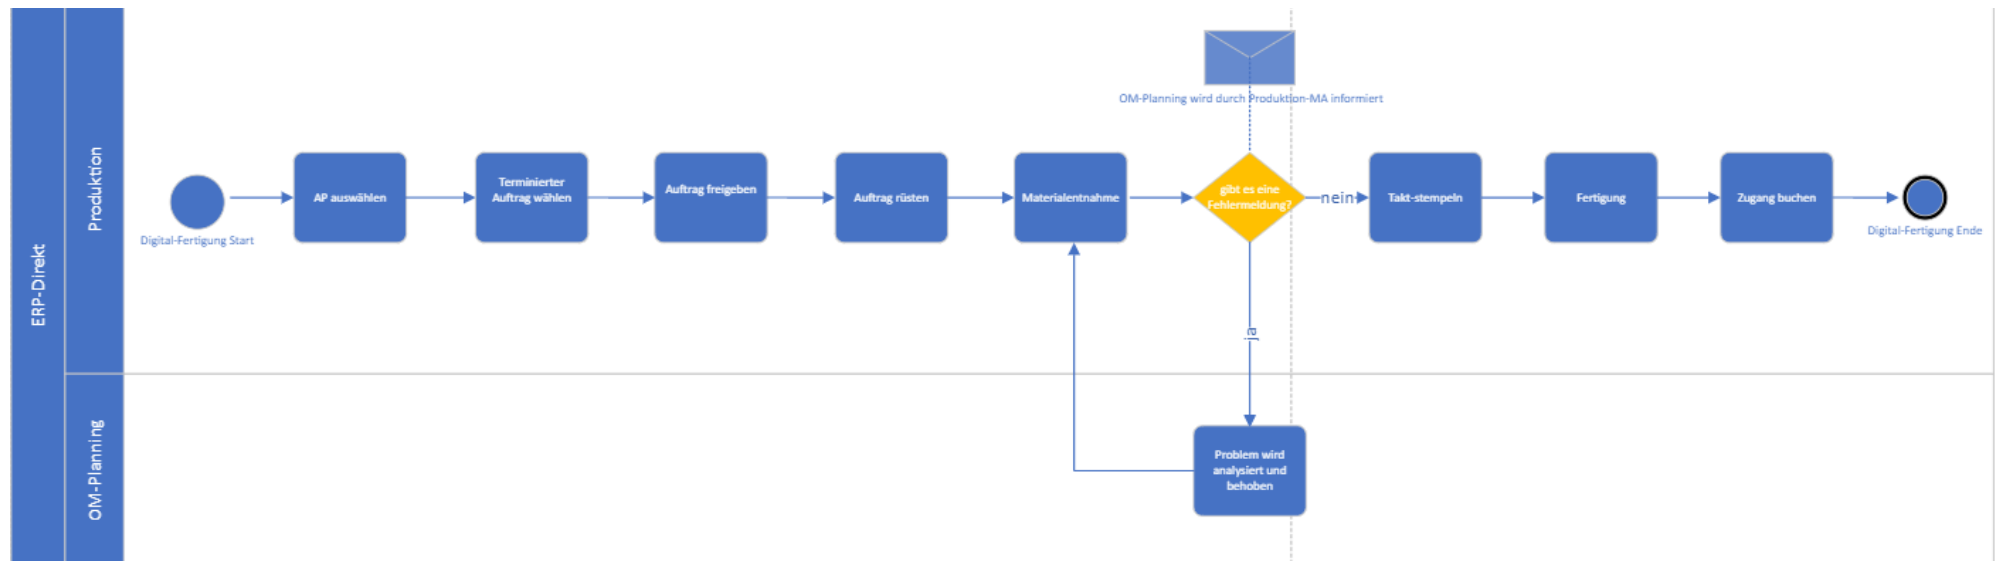 ERP-Direkt
Produktion
OM-Planning
OM-Planning wird durch Produktion-MA informiert
Digital-Fertigung Start
AP auswählen
Terminierter
Auftrag wählen
Auftrag freigeben
Auftrag rüsten
Materialentnahme
gibt es eine
Fehlermeldung?
nein
Takt-stempeln
Fertigung
Zugang buchen
Digital-Fertigung Ende
ja
Problem wird
analysiert und
behoben